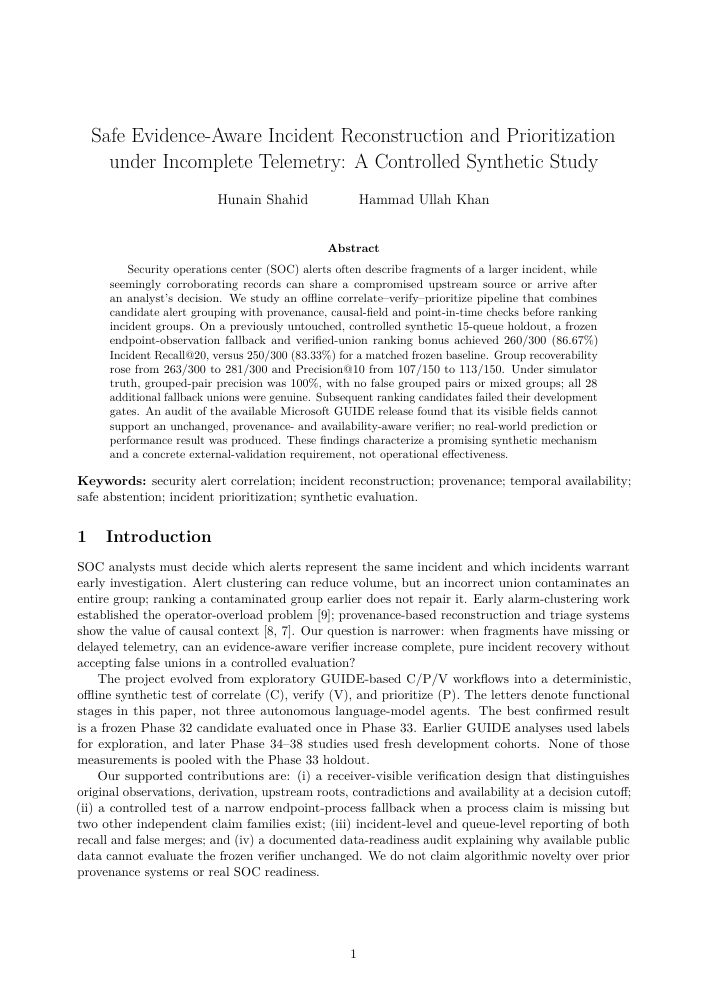 Safe Evidence-Aware Incident Reconstruction and Prioritization
under Incomplete Telemetry: A Controlled Synthetic Study
Hunain Shahid Hammad Ullah Khan
Abstract
Security operations center (SOC) alerts often describe fragments of a larger incident, while
seemingly corroborating records can share a compromised upstream source or arrive after
an analyst's decision. We study an offline correlate–verify–prioritize pipeline that combines
candidate alert grouping with provenance, causal-field and point-in-time checks before ranking
incident groups. On a previously untouched, controlled synthetic 15-queue holdout, a frozen
endpoint-observation fallback and verified-union ranking bonus achieved 260/300 (86.67%)
Incident Recall@20, versus 250/300 (83.33%) for a matched frozen baseline. Group recoverability
rose from 263/300 to 281/300 and Precision@10 from 107/150 to 113/150. Under simulator
truth, grouped-pair precision was 100%, with no false grouped pairs or mixed groups; all 28
additional fallback unions were genuine. Subsequent ranking candidates failed their development
gates. An audit of the available Microsoft GUIDE release found that its visible fields cannot
support an unchanged, provenance- and availability-aware verifier; no real-world prediction or
performance result was produced. These findings characterize a promising synthetic mechanism
and a concrete external-validation requirement, not operational effectiveness.
Keywords: security alert correlation; incident reconstruction; provenance; temporal availability;
safe abstention; incident prioritization; synthetic evaluation.
1 Introduction
SOC analysts must decide which alerts represent the same incident and which incidents warrant
early investigation. Alert clustering can reduce volume, but an incorrect union contaminates an
entire group; ranking a contaminated group earlier does not repair it. Early alarm-clustering work
established the operator-overload problem [9]; provenance-based reconstruction and triage systems
show the value of causal context [8, 7]. Our question is narrower: when fragments have missing or
delayed telemetry, can an evidence-aware verifier increase complete, pure incident recovery without
accepting false unions in a controlled evaluation?
The project evolved from exploratory GUIDE-based C/P/V workflows into a deterministic,
offline synthetic test of correlate (C), verify (V), and prioritize (P). The letters denote functional
stages in this paper, not three autonomous language-model agents. The best confirmed result
is a frozen Phase 32 candidate evaluated once in Phase 33. Earlier GUIDE analyses used labels
for exploration, and later Phase 34–38 studies used fresh development cohorts. None of those
measurements is pooled with the Phase 33 holdout.
Our supported contributions are: (i) a receiver-visible verification design that distinguishes
original observations, derivation, upstream roots, contradictions and availability at a decision cutoff;
(ii) a controlled test of a narrow endpoint-process fallback when a process claim is missing but
two other independent claim families exist; (iii) incident-level and queue-level reporting of both
recall and false merges; and (iv) a documented data-readiness audit explaining why available public
data cannot evaluate the frozen verifier unchanged. We do not claim algorithmic novelty over prior
provenance systems or real SOC readiness.
1